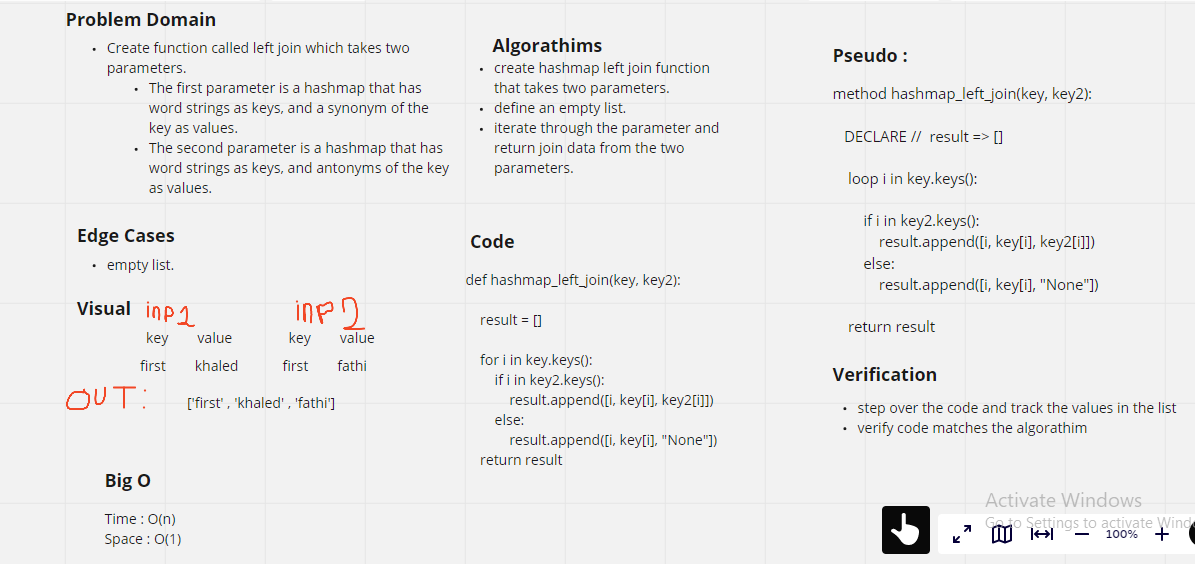 Problem Domain
• Create function called left join which takes two
parameters.
• The first parameter is a hashmap that has
word strings as keys, and a synonym of the
key as values.
• The second parameter is a hashmap that has
word strings as keys, and antonyms of the key
as values.
Edge Cases
• empty list.
Visual inp1 inp2
key value key value
first khaled first fathi
OUT: ['first' , 'khaled' , 'fathi']
Big O
Time : O(n)
Space : O(1)
Algorathims
• create hashmap left join function
that takes two parameters.
• define an empty list.
• iterate through the parameter and
return join data from the two
parameters.
Code
def hashmap_left_join(key, key2):
result = []
for i in key.keys():
if i in key2.keys():
result.append([i, key[i], key2[i]])
else:
result.append([i, key[i], "None"])
return result
Pseudo :
method hashmap_left_join(key, key2):
DECLARE // result => []
loop i in key.keys():
if i in key2.keys():
result.append([i, key[i], key2[i]])
else:
result.append([i, key[i], "None"])
return result
Verification
• step over the code and track the values in the list
• verify code matches the algorathim
Activate Windows
Go to Settings to activate Wind
100%